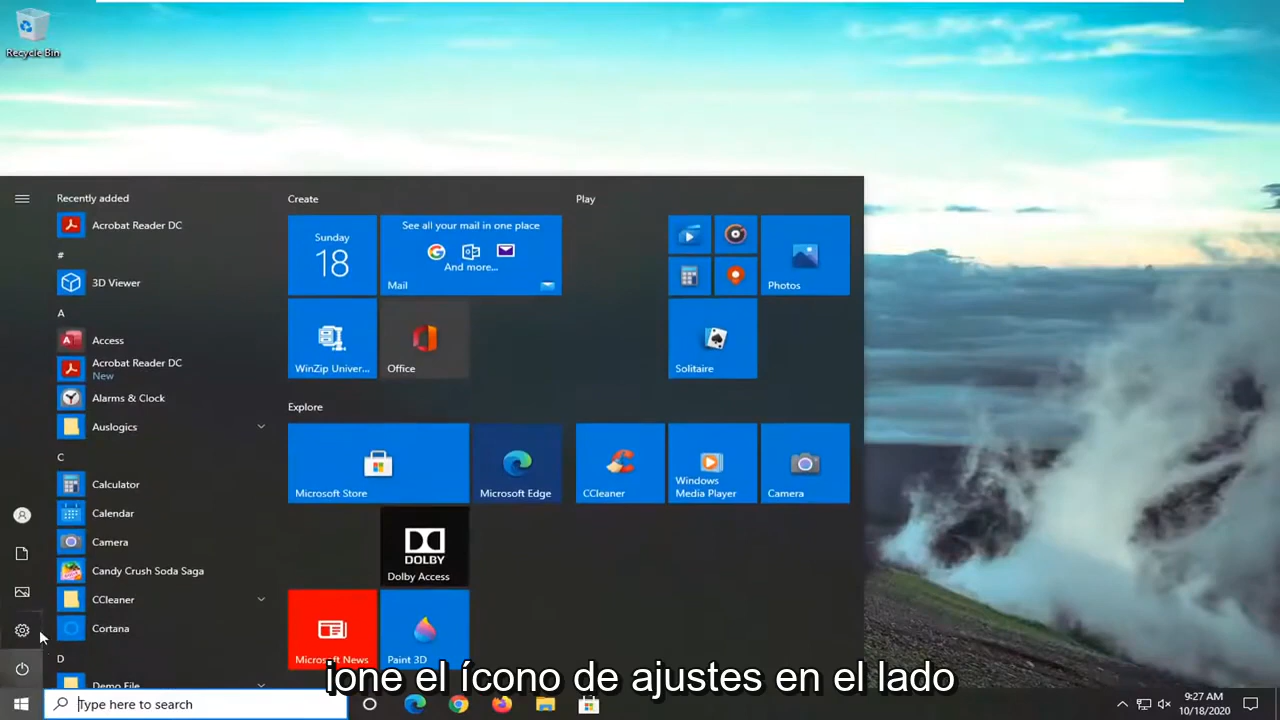 Recycle Bin
Recently added
Acrobat Reader DC
#
3D Viewer
A
Access
Acrobat Reader DC
New
Alarms & Clock
Auslogics
C
Calculator
Calendar
Camera
Candy Crush Soda Saga
CCleaner
Cortana
D
Demo File
Create
Sunday
18
See all your mail in one place
And more...
Mail
WinZip Univer...
Office
Explore
Microsoft Store
Microsoft Edge
DOLBY
Dolby Access
Microsoft News
Paint 3D
Play
Photos
Solitaire
CCleaner
Windows
Media Player
Camera
ione el ícono de ajustes en el lado
Type here to search
9:27 AM
10/18/2020